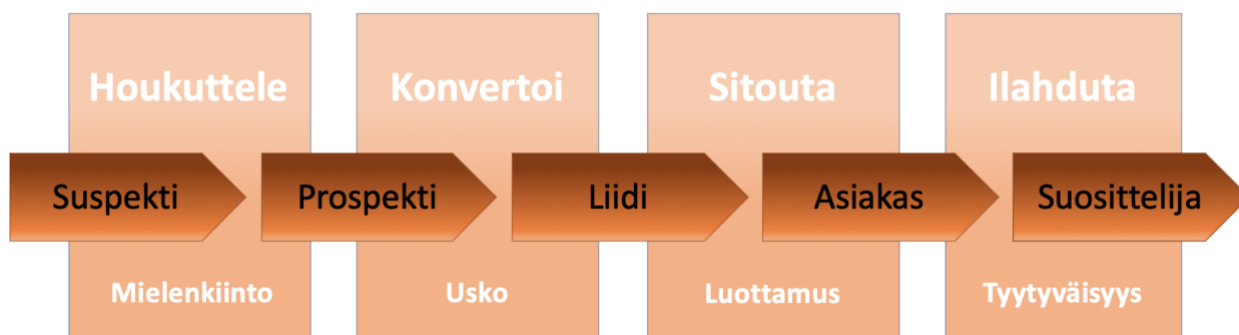 Houkuttele
Konvertoi
Sitouta
Ilahduta
Suspekti
Prospekti
Liidi
Asiakas
Suosittelija
Mielenkiinto
Usko
Luottamus
Tyytyväisyys